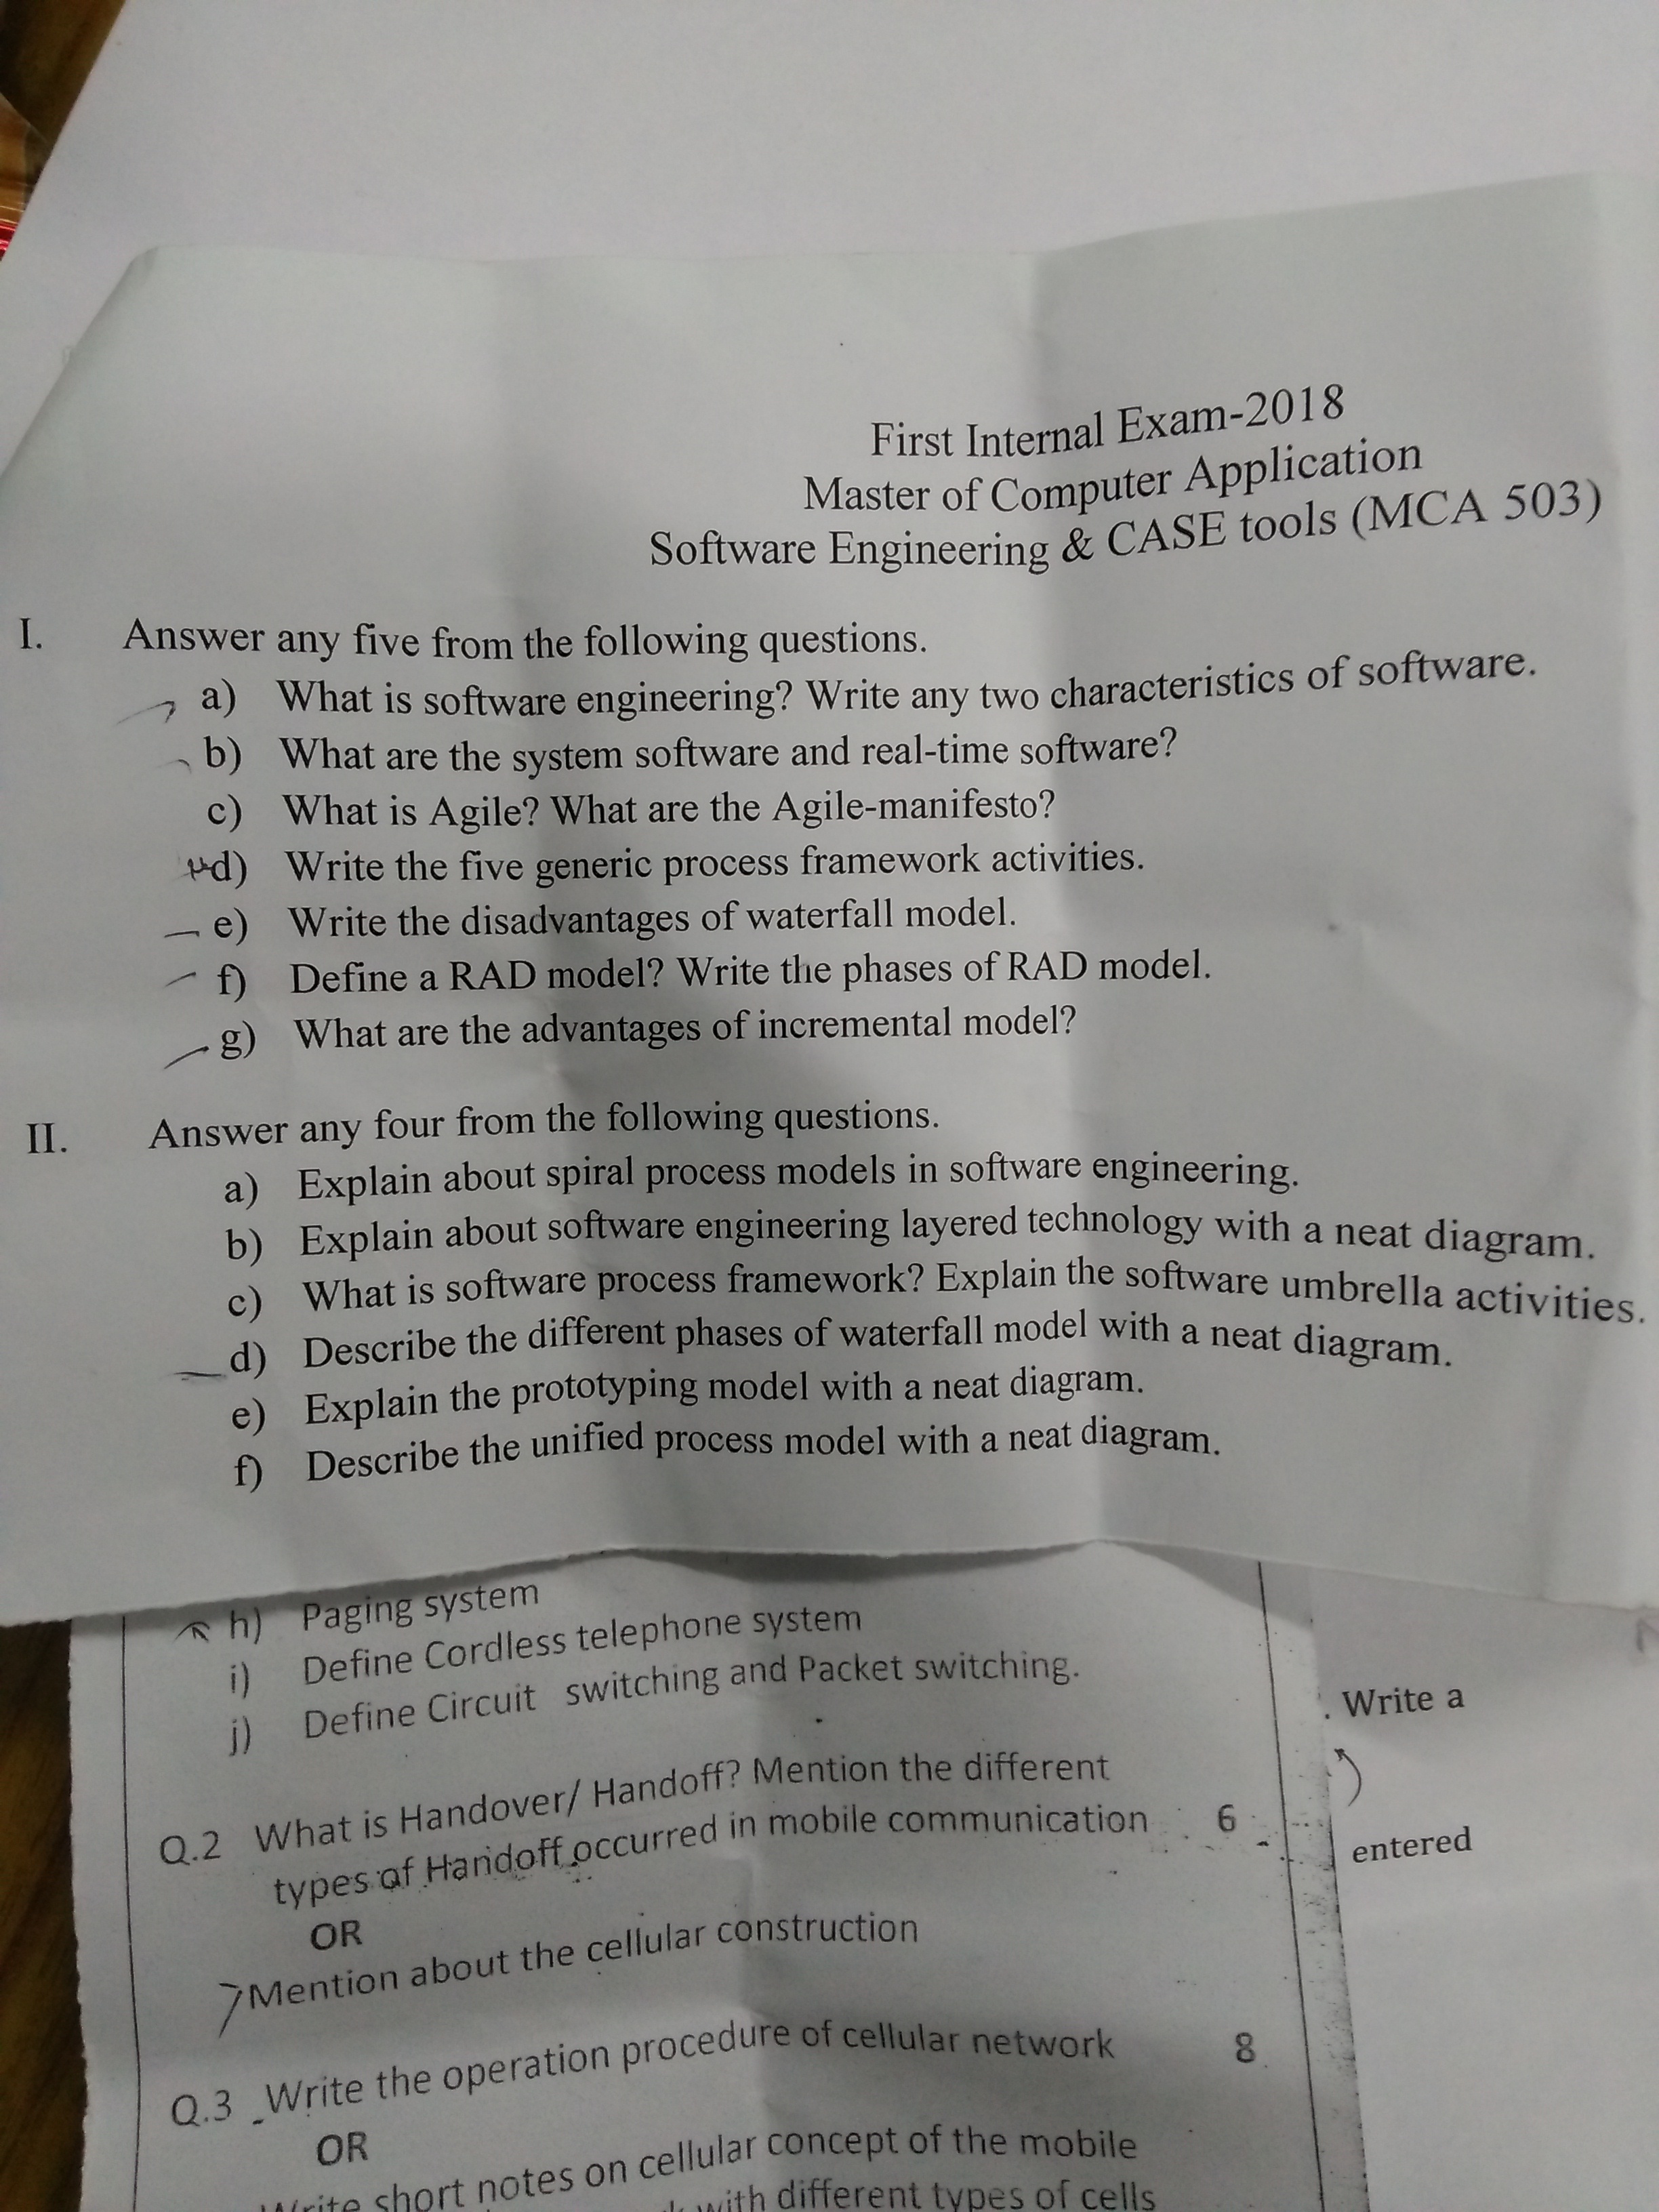 First Internal Exam-2018
Master of Computer Application
Software Engineering & CASE tools (MCA 503)
I. Answer any five from the following questions.
a) What is software engineering? Write any two characteristics of software.
b) What are the system software and real-time software?
c) What is Agile? What are the Agile-manifesto?
d) Write the five generic process framework activities.
e) Write the disadvantages of waterfall model.
f) Define a RAD model? Write the phases of RAD model.
g) What are the advantages of incremental model?
II. Answer any four from the following questions.
a) Explain about spiral process models in software engineering.
b) Explain about software engineering layered technology with a neat diagram.
c) What is software process framework? Explain the software umbrella activities.
d) Describe the different phases of waterfall model with a neat diagram.
e) Explain the prototyping model with a neat diagram.
f) Describe the unified process model with a neat diagram.
h) Paging system
i) Define Cordless telephone system
j) Define Circuit switching and Packet switching.
Q.2 What is Handover/ Handoff? Mention the different
types of Handoff occurred in mobile communication 6
OR
Mention about the cellular construction
Q.3 Write the operation procedure of cellular network 8
OR
Write short notes on cellular concept of the mobile
with different types of cells
. Write a
entered